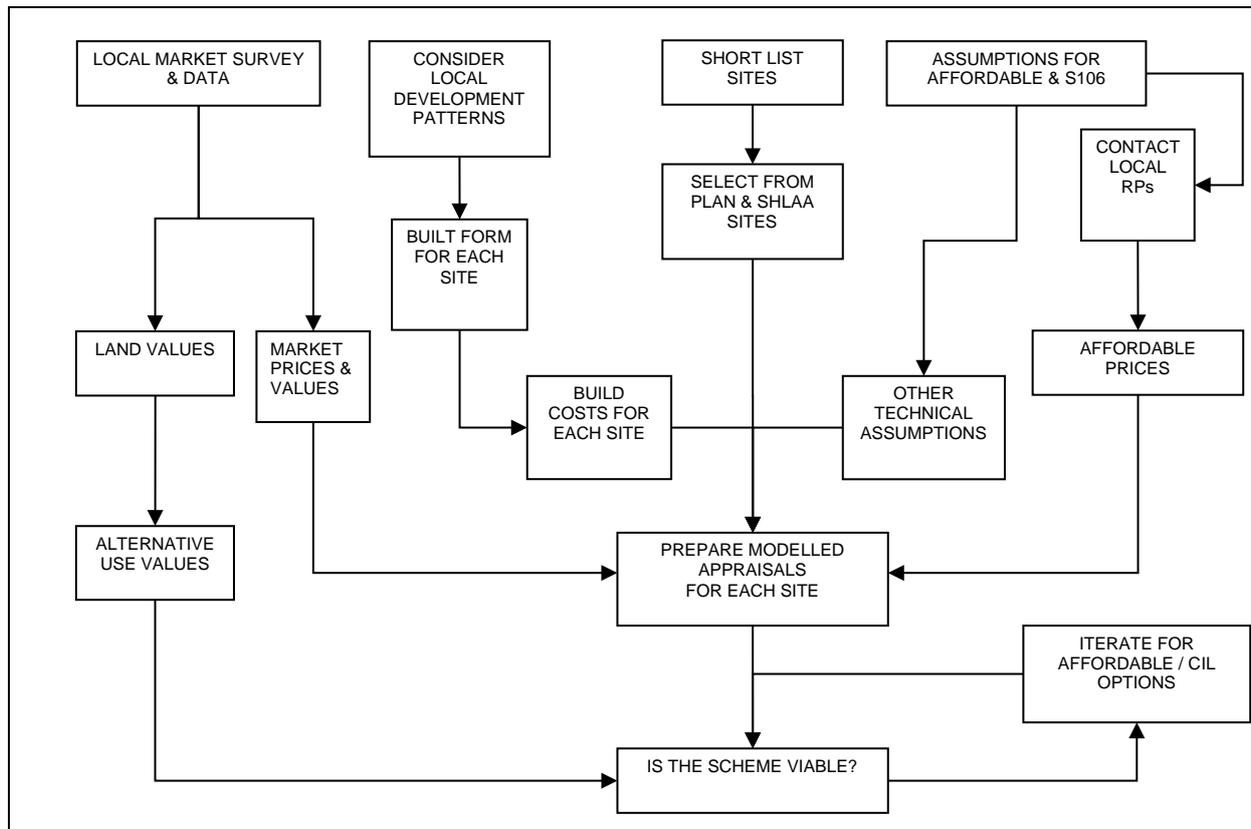 LOCAL MARKET SURVEY
& DATA
CONSIDER
LOCAL
DEVELOPMENT
PATTERNS
SHORT LIST
SITES
ASSUMPTIONS FOR
AFFORDABLE & S106
CONTACT
LOCAL
RPs
SELECT FROM
PLAN & SHLAA
SITES
BUILT FORM
FOR EACH
SITE
LAND VALUES
MARKET
PRICES &
VALUES
AFFORDABLE
PRICES
BUILD
COSTS FOR
EACH SITE
OTHER
TECHNICAL
ASSUMPTIONS
ALTERNATIVE
USE VALUES
PREPARE MODELLED
APPRAISALS
FOR EACH SITE
ITERATE FOR
AFFORDABLE / CIL
OPTIONS
IS THE SCHEME VIABLE?